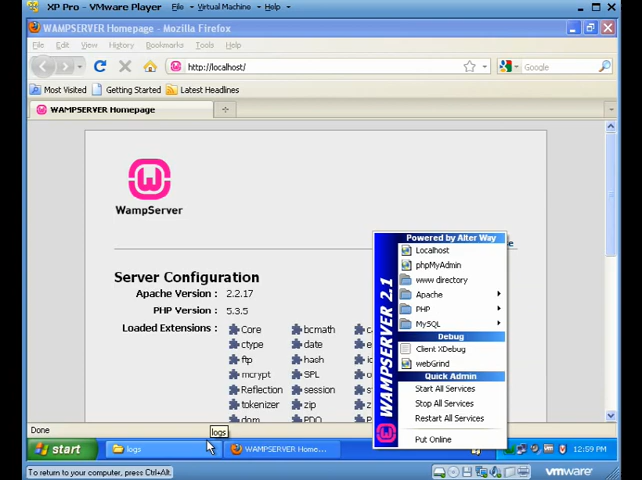 XP Pro - VMware Player File Virtual Machine Help
WAMPSERVER Homepage - Mozilla Firefox
File Edit View History Bookmarks Tools Help
http://localhost/ Google
Most Visited Getting Started Latest Headlines
WAMPSERVER Homepage
WampServer
Server Configuration
Apache Version : 2.2.17
PHP Version : 5.3.5
Loaded Extensions :
Core bcmath
ctype date
ftp hash
mcrypt SPL
Reflection session
tokenizer zip
dom PDO
WAMPSERVER 2.1
Powered by Alter Way
Localhost
phpMyAdmin
www directory
Apache
PHP
MySQL
Debug
Client XDebug
webGrind
Quick Admin
Start All Services
Stop All Services
Restart All Services
Put Online
Done
logs
start logs WAMPSERVER Home... 12:59 PM
To return to your computer, press Ctrl+Alt.
vmware